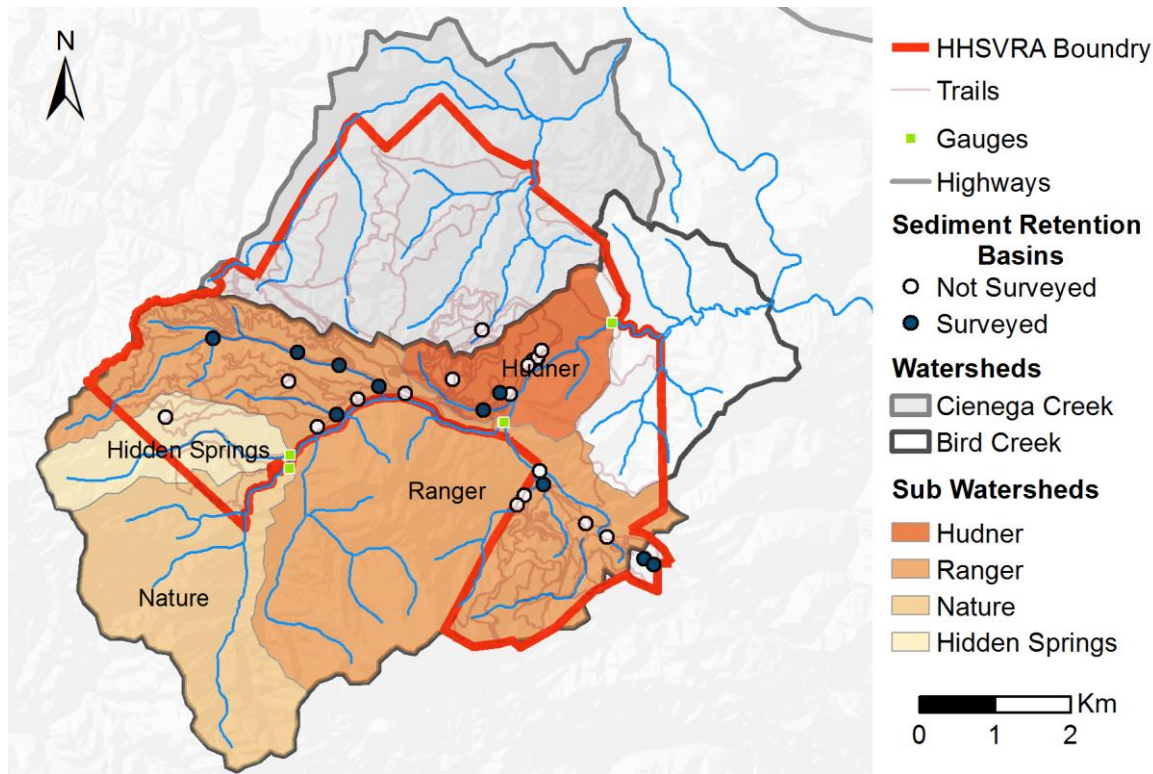 N
Hudner
Hidden Springs
Ranger
Nature
HHSVRA Boundry
Trails
Gauges
Highways
Sediment Retention
Basins
Not Surveyed
Surveyed
Watersheds
Cienega Creek
Bird Creek
Sub Watersheds
Hudner
Ranger
Nature
Hidden Springs
Km
0 1 2